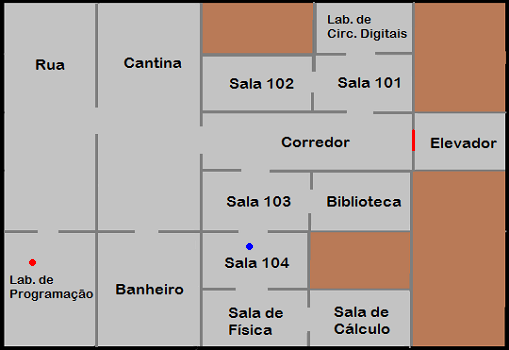 Lab. de
Circ. Digitais
Rua
Cantina
Sala 102
Sala 101
Corredor
Elevador
Sala 103
Biblioteca
Sala 104
Lab. de
Programação
Banheiro
Sala de
Física
Sala de
Cálculo